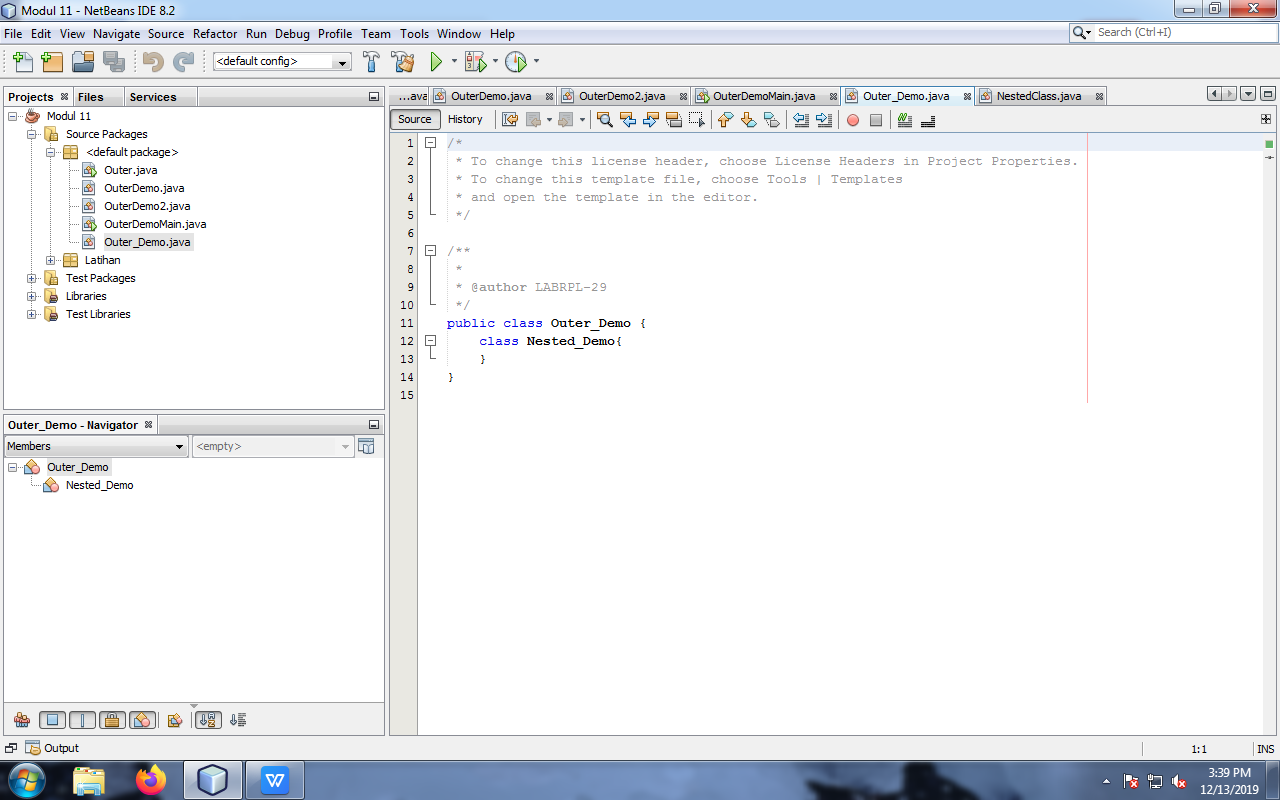 Modul 11 - NetBeans IDE 8.2
File Edit View Navigate Source Refactor Run Debug Profile Team Tools Window Help
Search (Ctrl+I)
<default config>
Projects Files Services
Modul 11
Source Packages
<default package>
Outer.java
OuterDemo.java
OuterDemo2.java
OuterDemoMain.java
Outer_Demo.java
Latihan
Test Packages
Libraries
Test Libraries
Outer_Demo - Navigator
Members <empty>
Outer_Demo
Nested_Demo
...ava OuterDemo.java OuterDemo2.java OuterDemoMain.java Outer_Demo.java NestedClass.java
Source History
1 /*
2 * To change this license header, choose License Headers in Project Properties.
3 * To change this template file, choose Tools | Templates
4 * and open the template in the editor.
5 */
6
7 /**
8 *
9 * @author LABRPL-29
10 */
11 public class Outer_Demo {
12 class Nested_Demo{
13 }
14 }
15
Output
1:1 INS
3:39 PM
12/13/2019